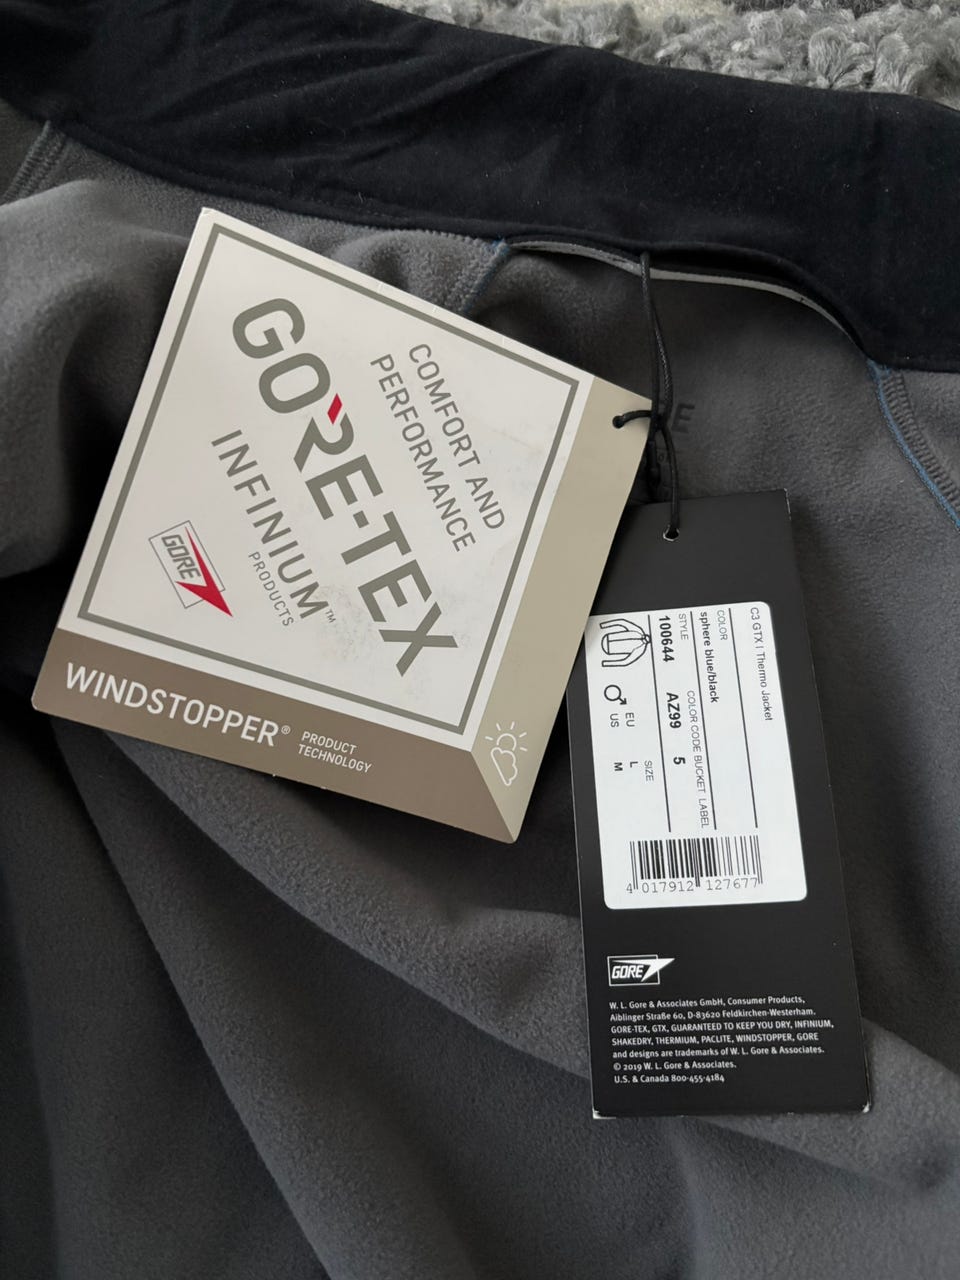 COMFORT AND
PERFORMANCE
GORE-TEX
INFINIUM™
PRODUCTS
GORE
WINDSTOPPER® PRODUCT
TECHNOLOGY
C3 GTX I Thermo Jacket
COLOR
sphere blue/black
STYLE COLOR CODE BUCKET LABEL
100644 AZ99 5
SIZE
EU L
US M
4 017912 127677
GORE
W. L. Gore & Associates GmbH, Consumer Products,
Aiblinger Straße 60, D-83620 Feldkirchen-Westerham.
GORE-TEX, GTX, GUARANTEED TO KEEP YOU DRY, INFINIUM,
SHAKEDRY, THERMIUM, PACLITE, WINDSTOPPER, GORE
and designs are trademarks of W. L. Gore & Associates.
© 2019 W. L. Gore & Associates.
U.S. & Canada 800-455-4184